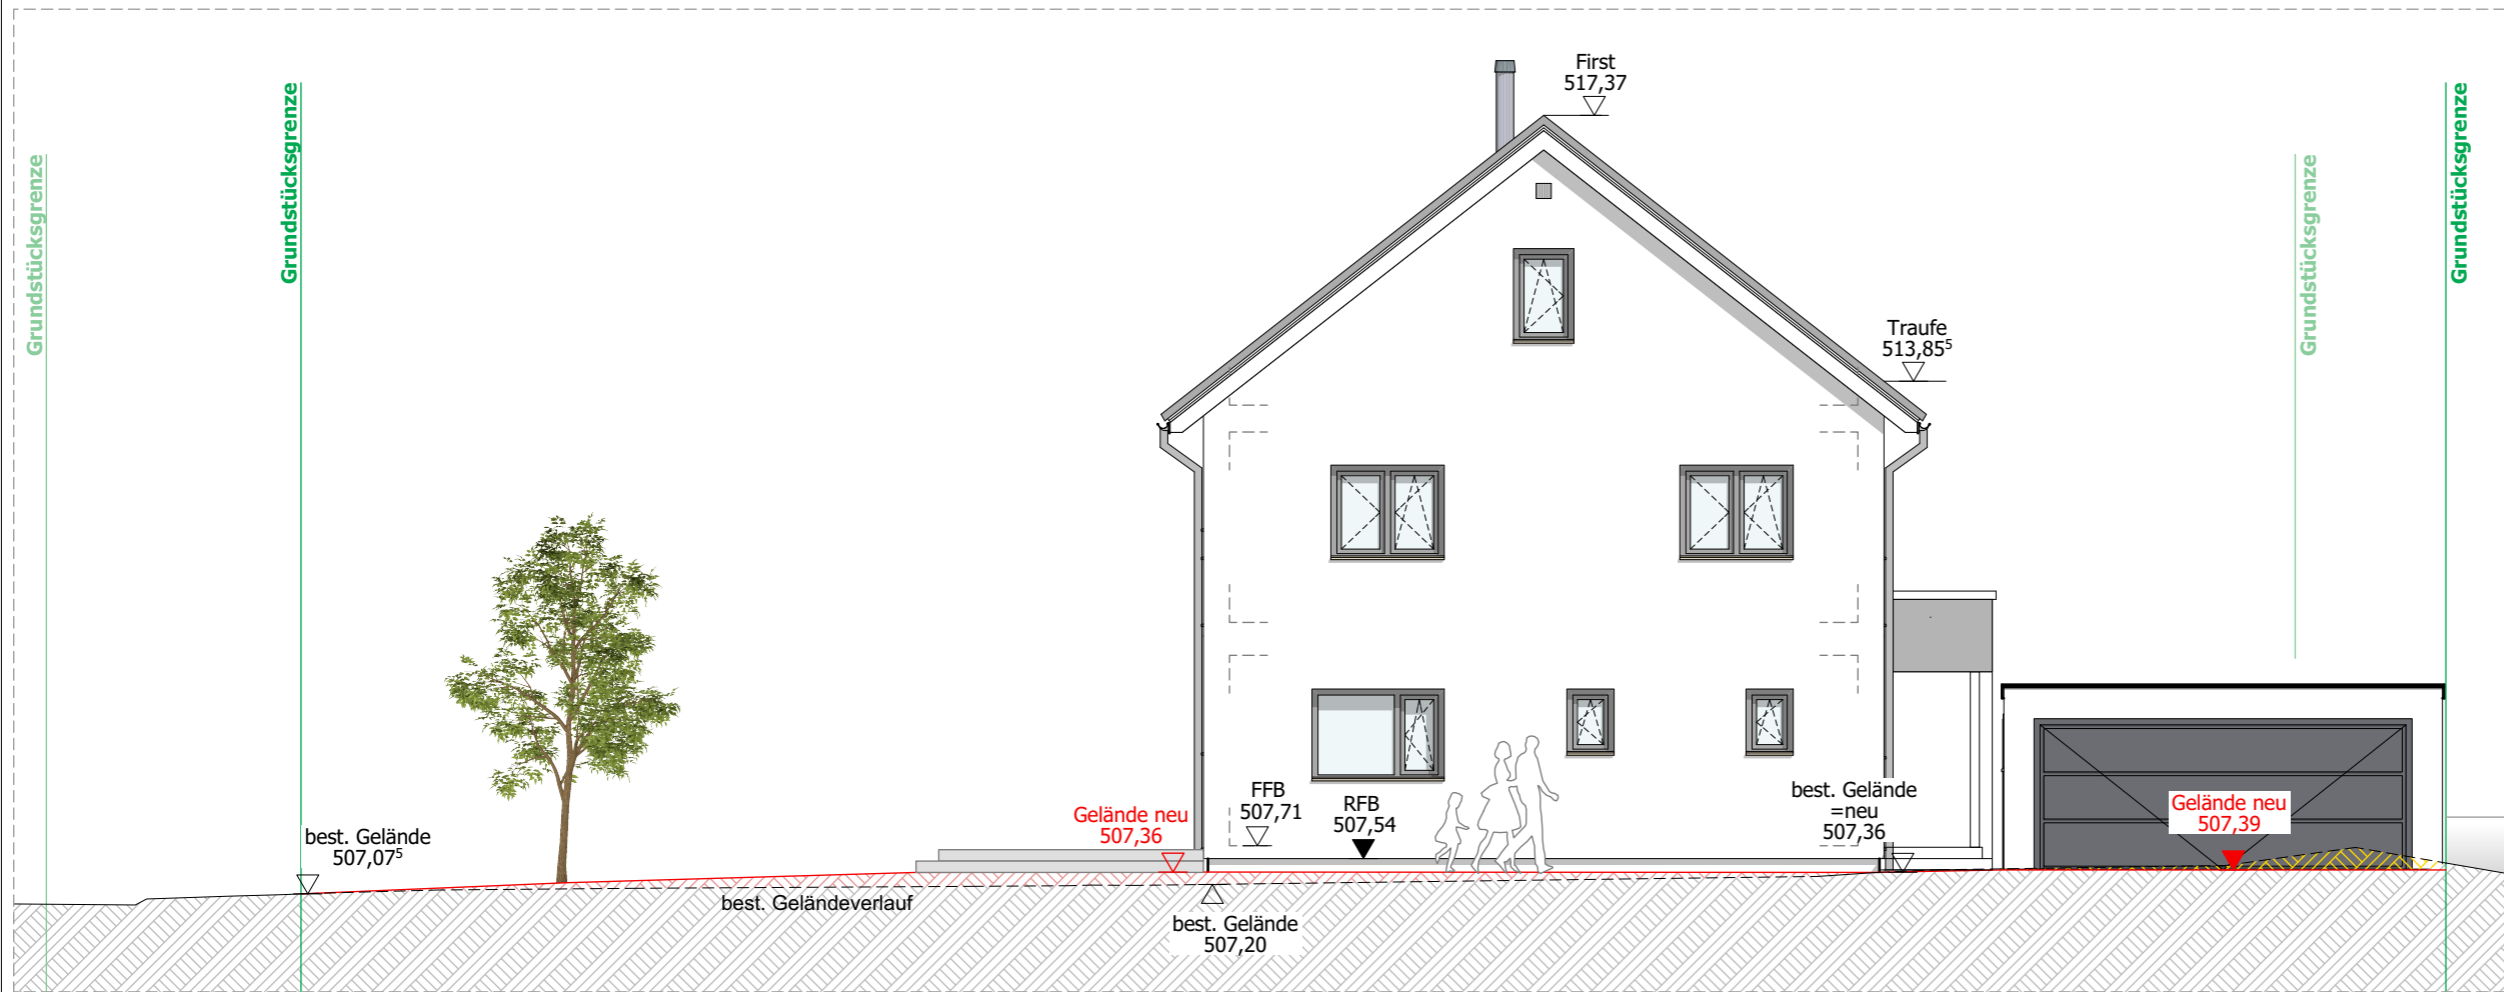 First
517,37
Grundstücksgrenze
Grundstücksgrenze
Grundstücksgrenze
Grundstücksgrenze
Traufe
513,85⁵
FFB
507,71
RFB
507,54
best. Gelände
=neu
507,36
Gelände neu
507,39
Gelände neu
507,36
best. Gelände
507,07⁵
best. Geländeverlauf
best. Gelände
507,20